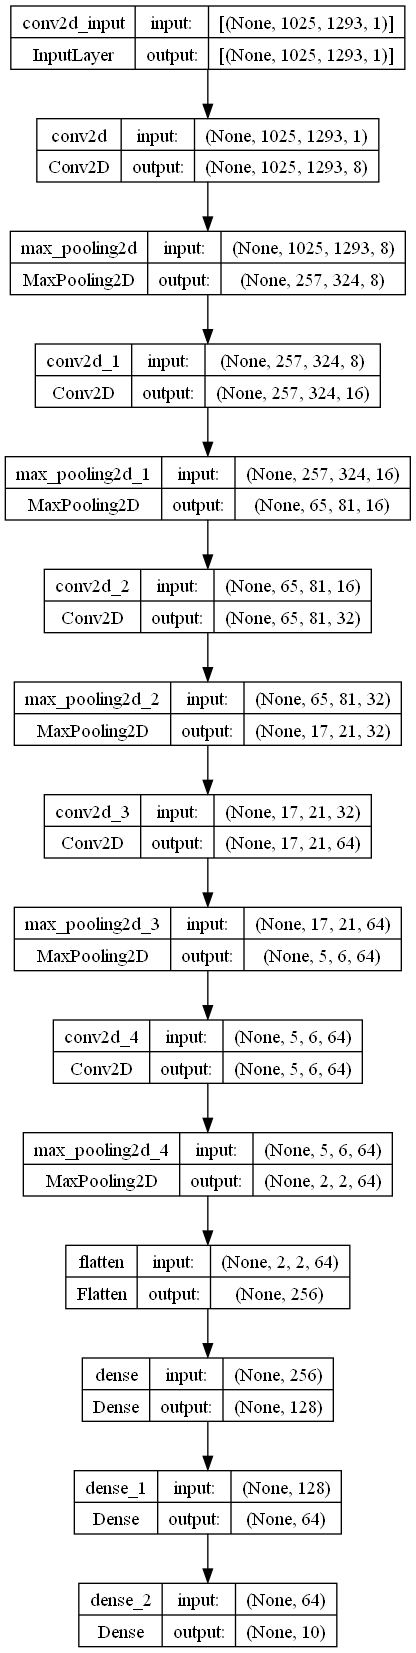 conv2d_input input: [(None, 1025, 1293, 1)]
InputLayer output: [(None, 1025, 1293, 1)]
conv2d input: (None, 1025, 1293, 1)
Conv2D output: (None, 1025, 1293, 8)
max_pooling2d input: (None, 1025, 1293, 8)
MaxPooling2D output: (None, 257, 324, 8)
conv2d_1 input: (None, 257, 324, 8)
Conv2D output: (None, 257, 324, 16)
max_pooling2d_1 input: (None, 257, 324, 16)
MaxPooling2D output: (None, 65, 81, 16)
conv2d_2 input: (None, 65, 81, 16)
Conv2D output: (None, 65, 81, 32)
max_pooling2d_2 input: (None, 65, 81, 32)
MaxPooling2D output: (None, 17, 21, 32)
conv2d_3 input: (None, 17, 21, 32)
Conv2D output: (None, 17, 21, 64)
max_pooling2d_3 input: (None, 17, 21, 64)
MaxPooling2D output: (None, 5, 6, 64)
conv2d_4 input: (None, 5, 6, 64)
Conv2D output: (None, 5, 6, 64)
max_pooling2d_4 input: (None, 5, 6, 64)
MaxPooling2D output: (None, 2, 2, 64)
flatten input: (None, 2, 2, 64)
Flatten output: (None, 256)
dense input: (None, 256)
Dense output: (None, 128)
dense_1 input: (None, 128)
Dense output: (None, 64)
dense_2 input: (None, 64)
Dense output: (None, 10)